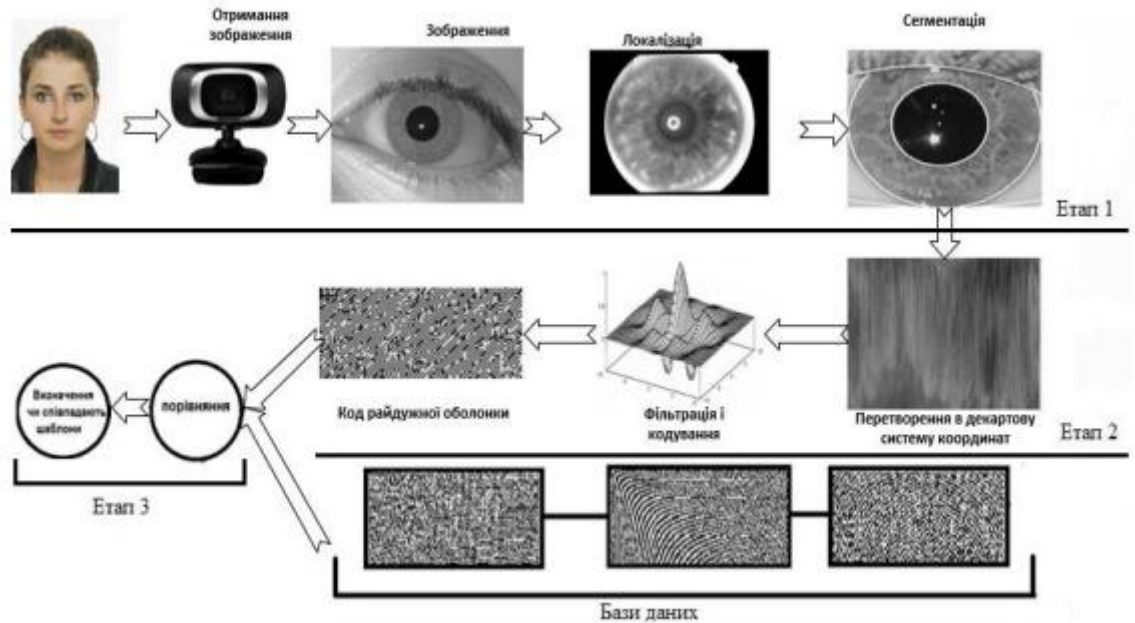 Отримання
зображення
Зображення
Локалізація
Сегментація
Етап 1
Код райдужної оболонки
Фільтрація і
кодування
Перетворення в декартову
систему координат
Етап 2
Визначення
чи співпадають
шаблони
порівняння
Етап 3
Бази даних